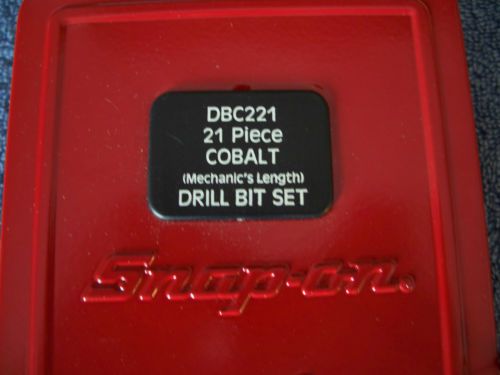 DBC221
21 Piece
COBALT
(Mechanic's Length)
DRILL BIT SET
Snap-on®